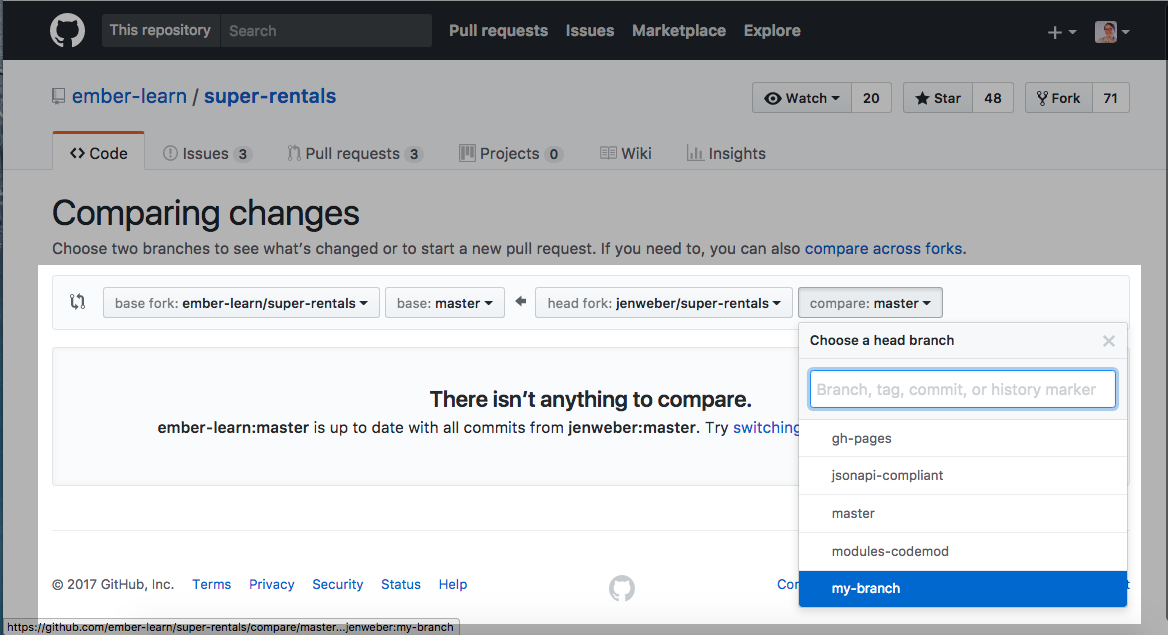 This repository Search Pull requests Issues Marketplace Explore
ember-learn / super-rentals Watch 20 Star 48 Fork 71
Code Issues 3 Pull requests 3 Projects 0 Wiki Insights
Comparing changes
Choose two branches to see what’s changed or to start a new pull request. If you need to, you can also compare across forks.
base fork: ember-learn/super-rentals base: master head fork: jenweber/super-rentals compare: master
Choose a head branch
Branch, tag, commit, or history marker
There isn’t anything to compare.
ember-learn:master is up to date with all commits from jenweber:master. Try switching
gh-pages
jsonapi-compliant
master
modules-codemod
my-branch
© 2017 GitHub, Inc. Terms Privacy Security Status Help
https://github.com/ember-learn/super-rentals/compare/master...jenweber:my-branch